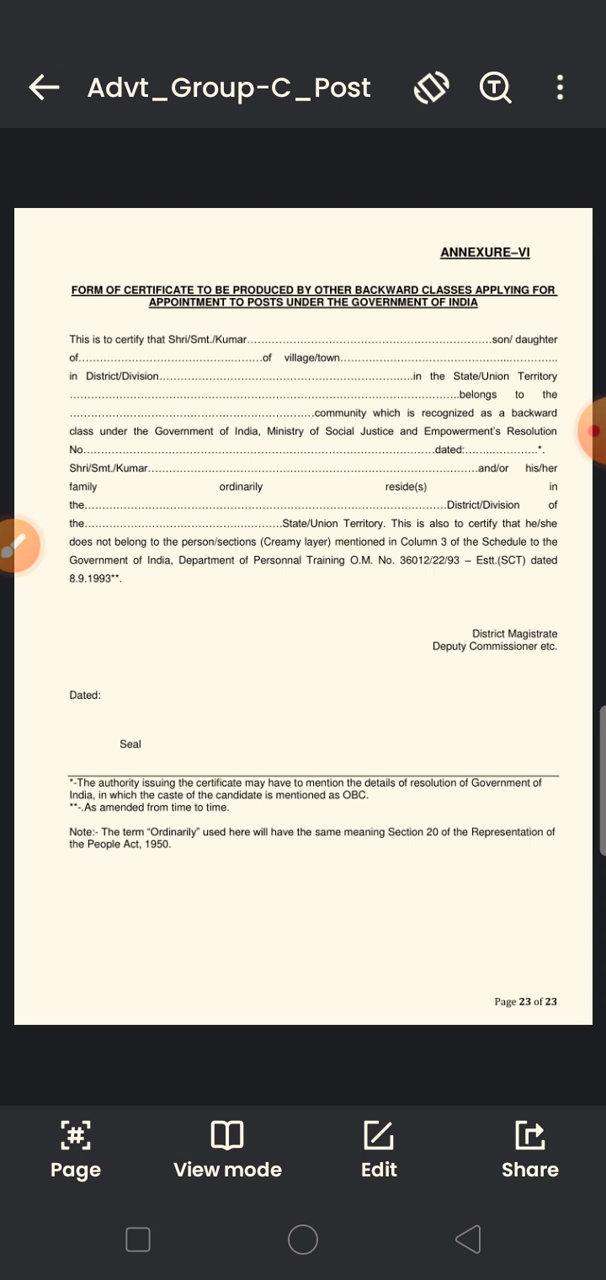 Advt_Group-C_Post
ANNEXURE–VI
FORM OF CERTIFICATE TO BE PRODUCED BY OTHER BACKWARD CLASSES APPLYING FOR
APPOINTMENT TO POSTS UNDER THE GOVERNMENT OF INDIA
This is to certify that Shri/Smt./Kumar……………………………………………………………son/ daughter
of……………………………………………of village/town……………………………………………………
in District/Division……………………………………………………………..in the State/Union Territory
………………………………………………………………………………………………..belongs to the
……………………………………………………………community which is recognized as a backward
class under the Government of India, Ministry of Social Justice and Empowerment's Resolution
No………………………………………………………………………………………dated:……………….*.
Shri/Smt./Kumar…………………………………………………………………………………and/or his/her
family ordinarily reside(s) in
the…………………………………………………………………………………………District/Division of
the………………………………………………State/Union Territory. This is also to certify that he/she
does not belong to the person/sections (Creamy layer) mentioned in Column 3 of the Schedule to the
Government of India, Department of Personnal Training O.M. No. 36012/22/93 – Estt.(SCT) dated
8.9.1993**.
District Magistrate
Deputy Commissioner etc.
Dated:
Seal
*-The authority issuing the certificate may have to mention the details of resolution of Government of
India, in which the caste of the candidate is mentioned as OBC.
**-.As amended from time to time.
Note:- The term “Ordinarily” used here will have the same meaning Section 20 of the Representation of
the People Act, 1950.
Page 23 of 23
Page
View mode
Edit
Share